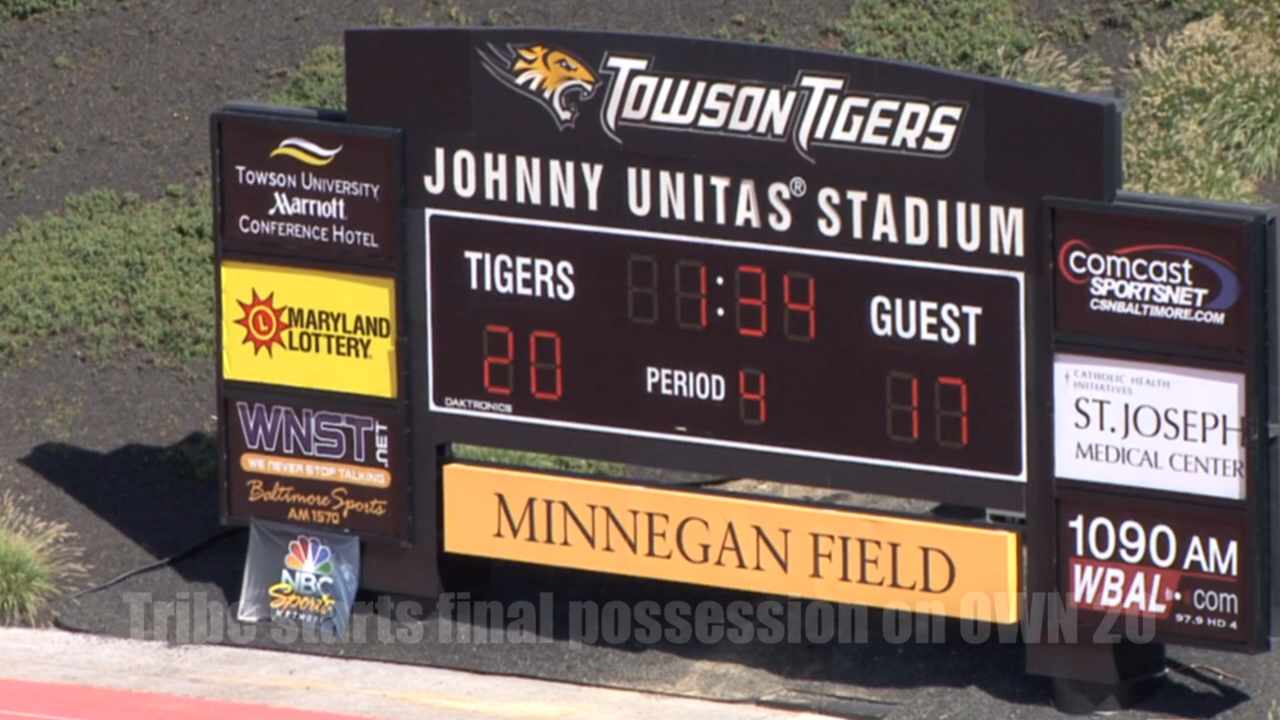 TOWSON TIGERS
JOHNNY UNITAS® STADIUM
TOWSON UNIVERSITY
Marriott
CONFERENCE HOTEL
L
MARYLAND
LOTTERY
WNST.NET
WE NEVER STOP TALKING
Baltimore Sports
AM 1570
NBC
Sports
NETWORK
TIGERS
1:34
GUEST
20
PERIOD 4
17
DAKTRONICS
MINNEGAN FIELD
Comcast
SPORTSNET
CSNBALTIMORE.COM
CATHOLIC HEALTH
INITIATIVES
ST. JOSEPH
MEDICAL CENTER
1090 AM
WBAL.com
97.9 HD 4
Tribe starts final possession on OWN 20